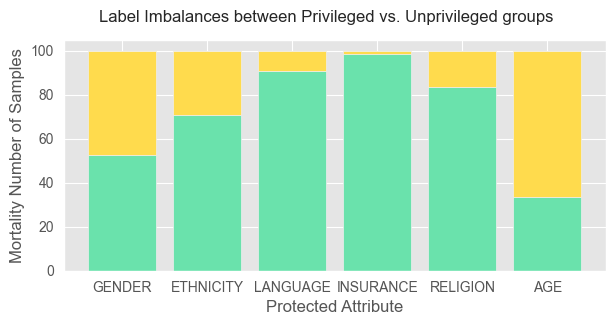 Label Imbalances between Privileged vs. Unprivileged groups
Mortality Number of Samples
100
80
60
40
20
0
GENDER ETHNICITY LANGUAGE INSURANCE RELIGION AGE
Protected Attribute